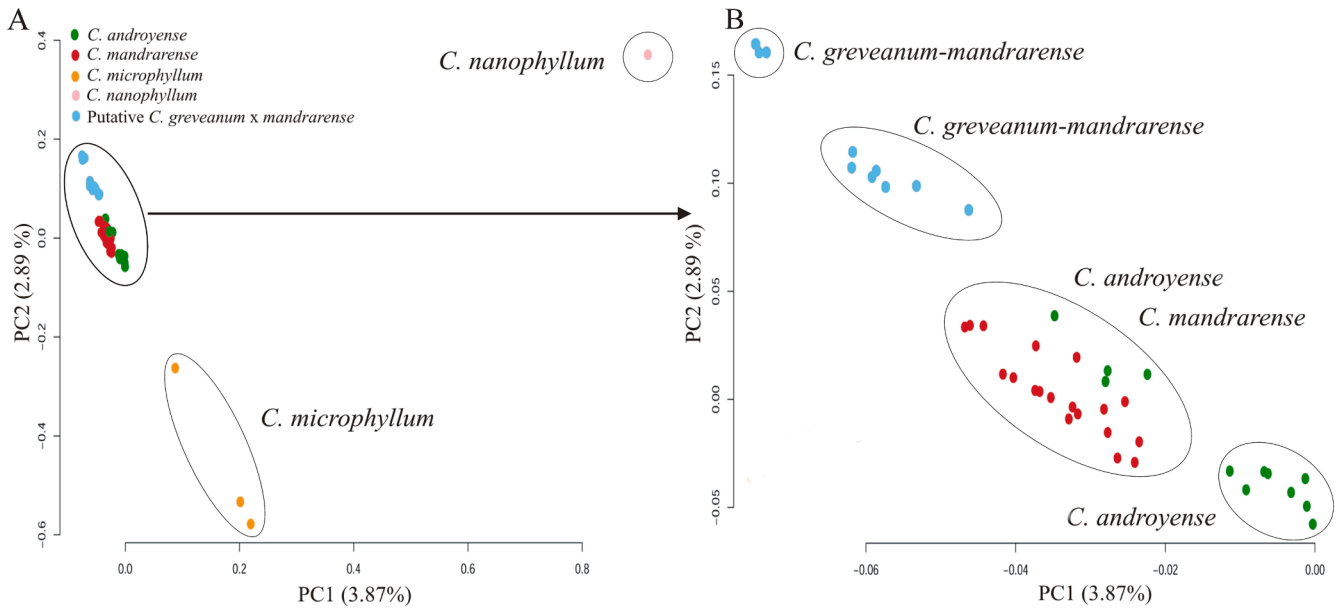 A
C. androyense
C. mandrarense
C. microphyllum
C. nanophyllum
Putative C. greveanum x mandrarense
C. nanophyllum
C. microphyllum
0.4
0.2
0.0
−0.2
−0.4
−0.6
PC2 (2.89 %)
0.0 0.2 0.4 0.6 0.8
PC1 (3.87%)
B
C. greveanum-mandrarense
C. greveanum-mandrarense
C. androyense
C. mandrarense
C. androyense
0.15
0.10
0.05
0.00
−0.05
PC2 (2.89 %)
−0.06 −0.04 −0.02 0.00
PC1 (3.87%)